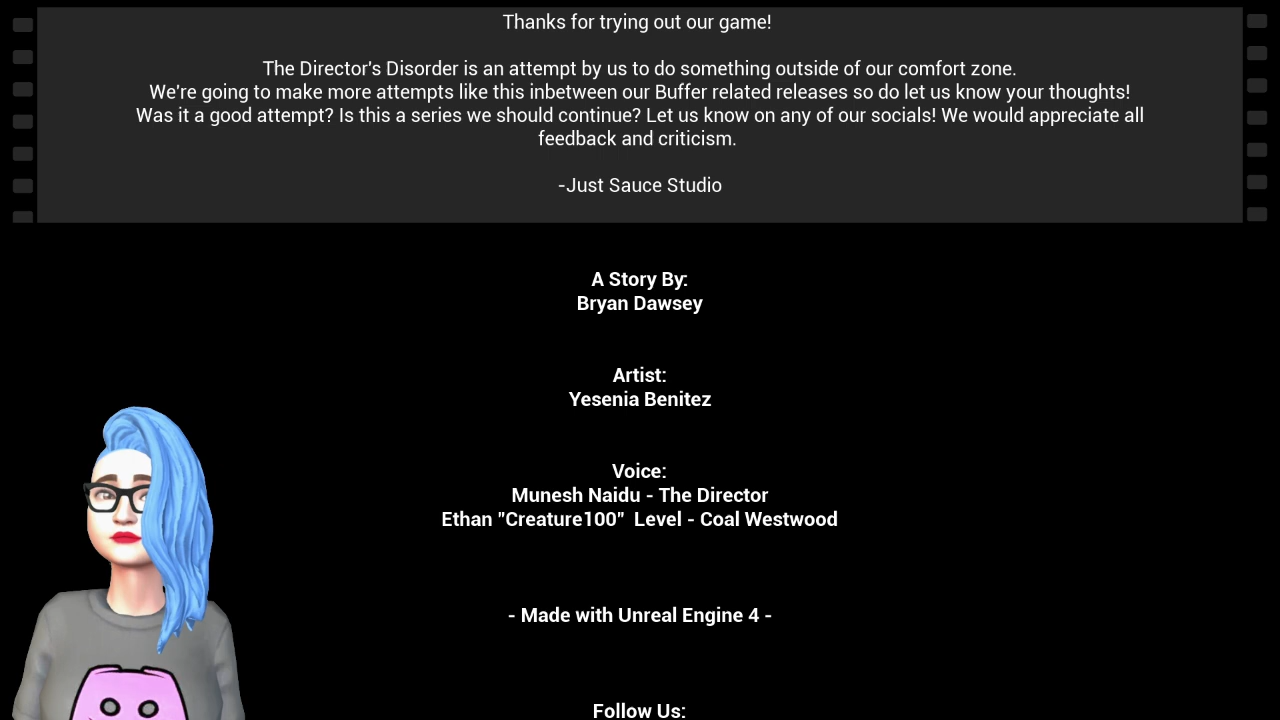 Thanks for trying out our game!
The Director's Disorder is an attempt by us to do something outside of our comfort zone.
We're going to make more attempts like this inbetween our Buffer related releases so do let us know your thoughts!
Was it a good attempt? Is this a series we should continue? Let us know on any of our socials! We would appreciate all
feedback and criticism.
-Just Sauce Studio
A Story By:
Bryan Dawsey
Artist:
Yesenia Benitez
Voice:
Munesh Naidu - The Director
Ethan "Creature100"  Level - Coal Westwood
- Made with Unreal Engine 4 -
Follow Us: